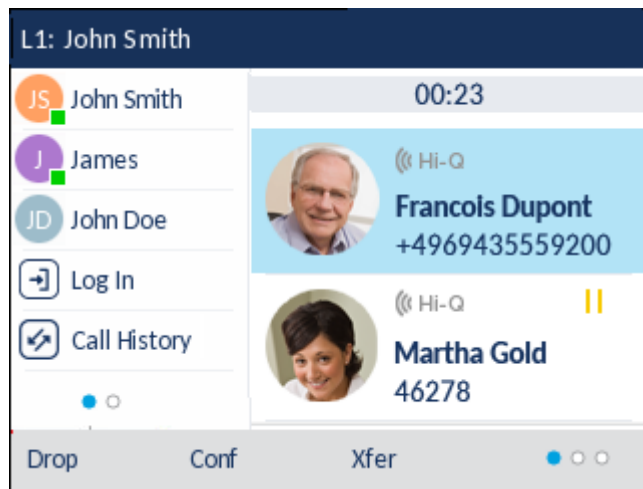 L1: John Smith
JS John Smith
J James
JD John Doe
Log In
Call History
00:23
Hi-Q
Francois Dupont
+4969435559200
Hi-Q
Martha Gold
46278
Drop Conf Xfer